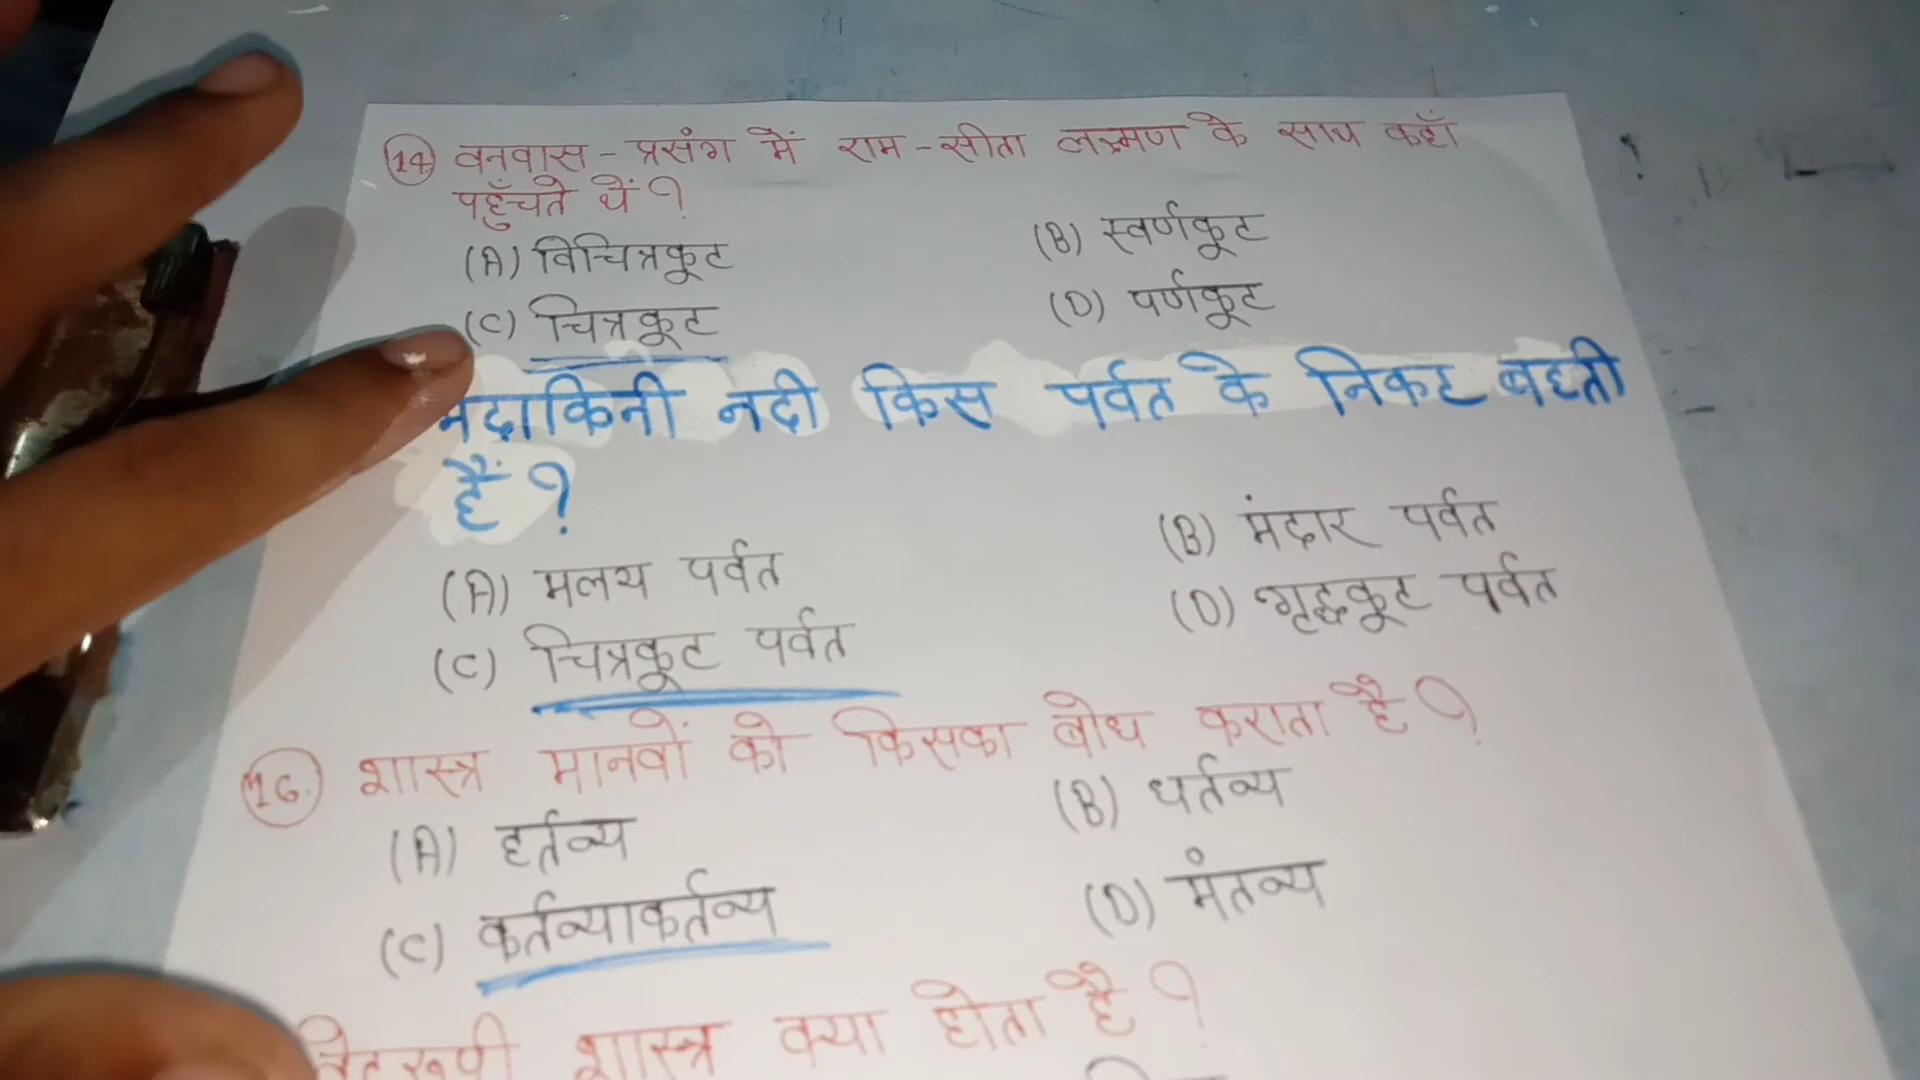 14. वनवास - प्रसंग में राम - सीता लक्ष्मण के साथ कहाँ
पहुँचते थें ?
(A) विचित्रकूट (B) स्वर्णकूट
(C) चित्रकूट (D) पर्णकूट
मंदाकिनी नदी किस पर्वत के निकट बहती
हैं ?
(A) मलय पर्वत (B) मंदार पर्वत
(C) चित्रकूट पर्वत (D) गृद्धकूट पर्वत
16. शास्त्र मानवों को किसका बोध कराता है ?
(A) हर्तव्य (B) धर्तव्य
(C) कर्तव्याकर्तव्य (D) मंतव्य
शास्त्र क्या होता है ?